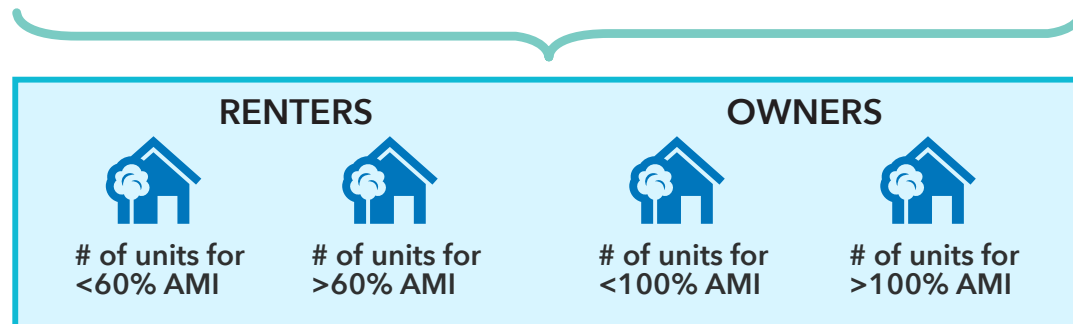 RENTERS
OWNERS
# of units for
<60% AMI
# of units for
>60% AMI
# of units for
<100% AMI
# of units for
>100% AMI